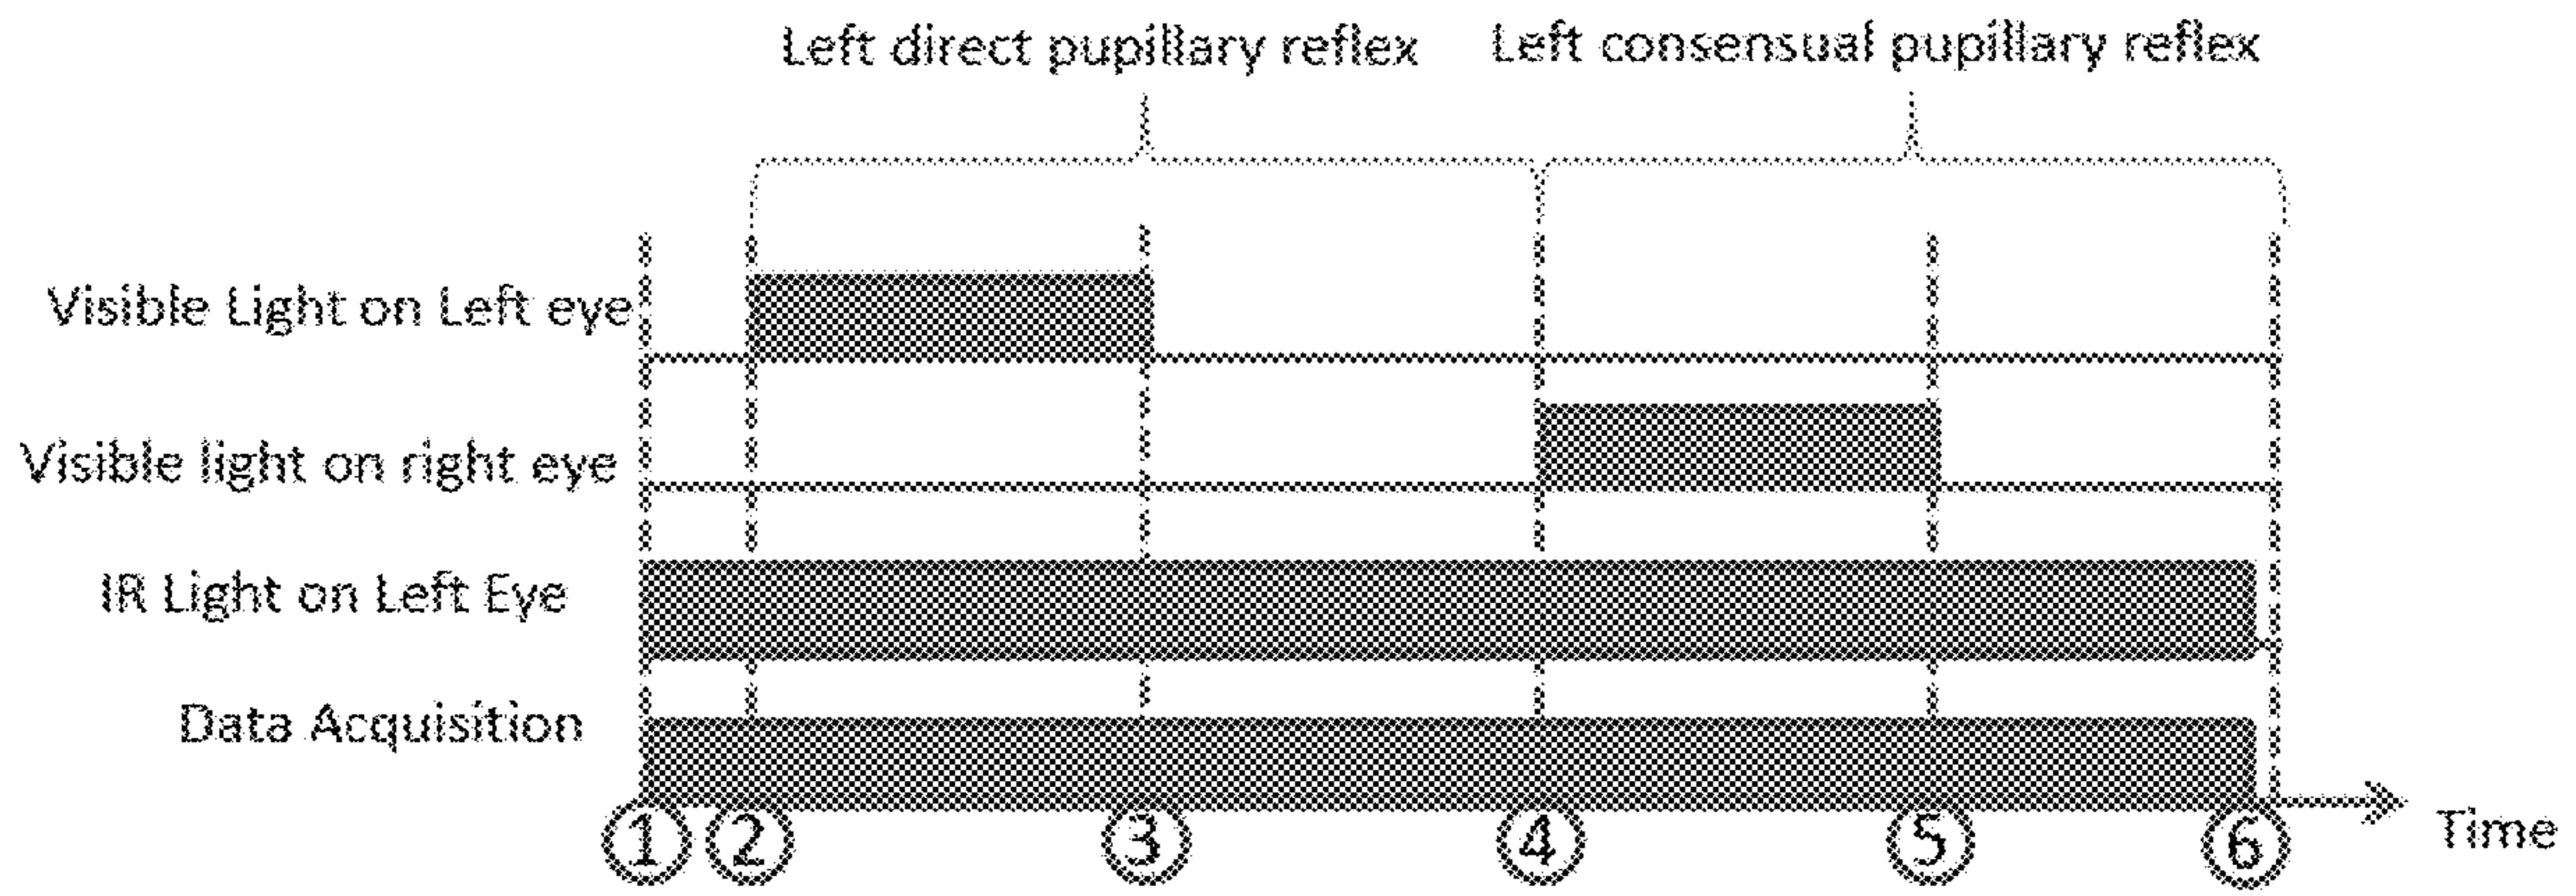 Left direct pupillary reflex
Left consensual pupillary reflex
Visible Light on Left eye
Visible light on right eye
IR Light on Left Eye
Data Acquisition
1
2
3
4
5
6
Time